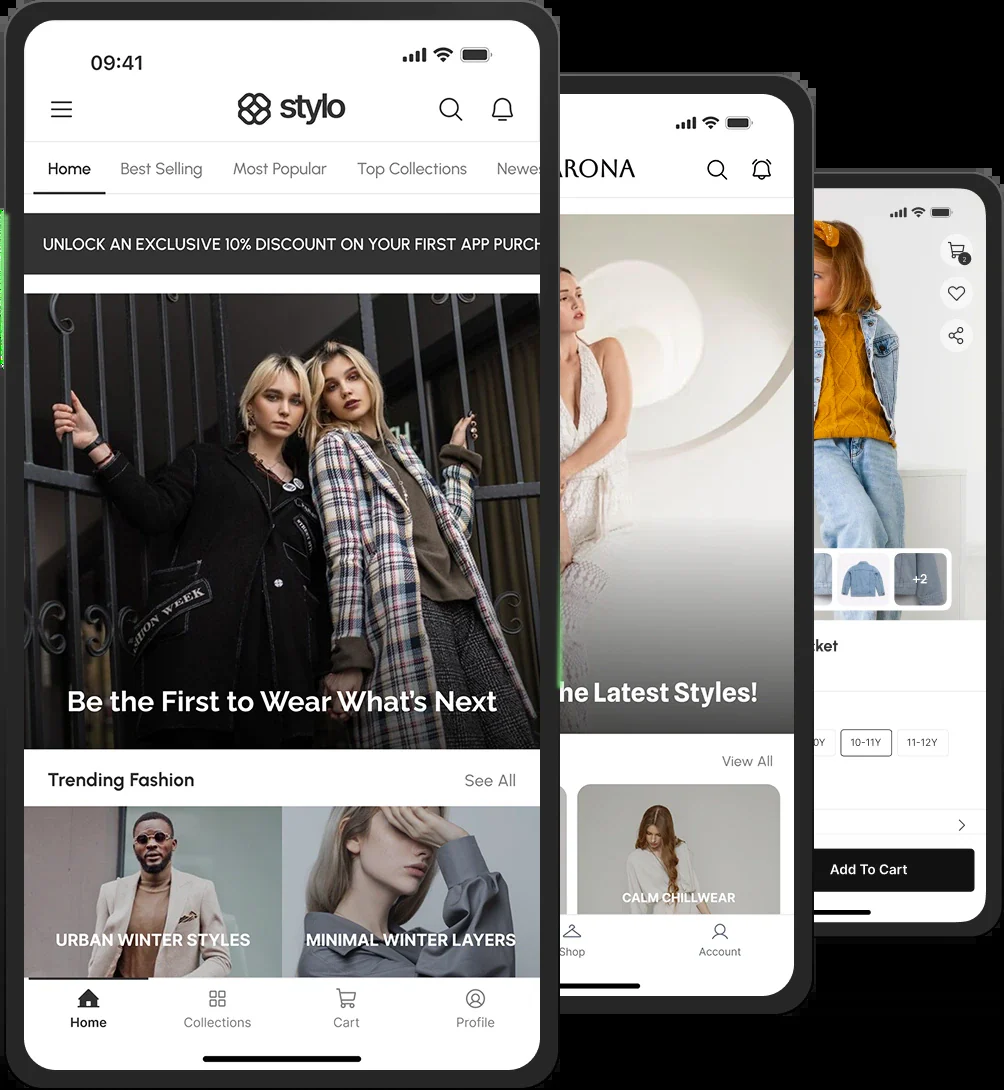 09:41
stylo
Home Best Selling Most Popular Top Collections Newes
UNLOCK AN EXCLUSIVE 10% DISCOUNT ON YOUR FIRST APP PURCH
FASHION WEEK
Be the First to Wear What's Next
Trending Fashion See All
URBAN WINTER STYLES MINIMAL WINTER LAYERS
Home Collections Cart Profile
ARONA
he Latest Styles!
View All
CALM CHILLWEAR
Shop Account
2
+2
ket
0Y 10-11Y 11-12Y
Add To Cart